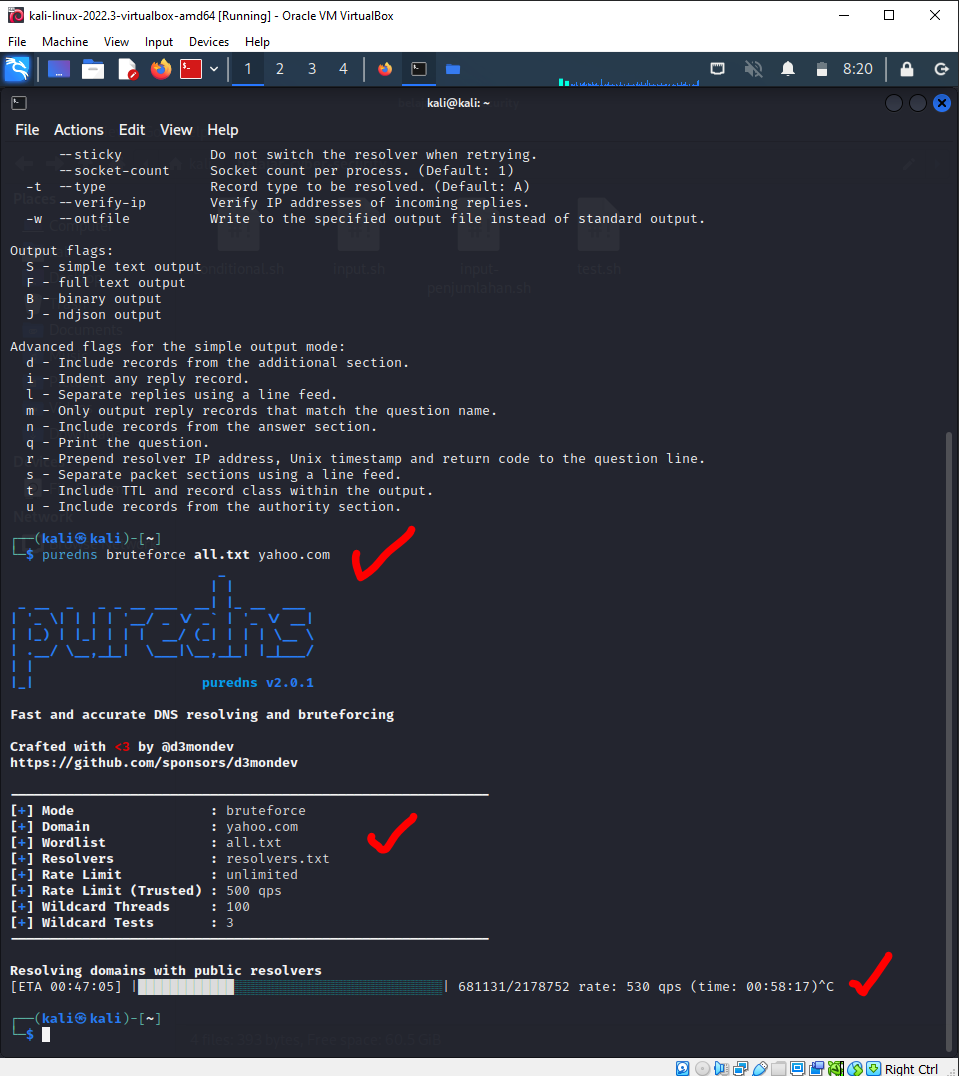 kali-linux-2022.3-virtualbox-amd64 [Running] - Oracle VM VirtualBox
File Machine View Input Devices Help
1 2 3 4 8:20
kali@kali: ~
File Actions Edit View Help
--sticky Do not switch the resolver when retrying.
--socket-count Socket count per process. (Default: 1)
-t --type Record type to be resolved. (Default: A)
--verify-ip Verify IP addresses of incoming replies.
-w --outfile Write to the specified output file instead of standard output.
Output flags:
S - simple text output
F - full text output
B - binary output
J - ndjson output
Advanced flags for the simple output mode:
d - Include records from the additional section.
i - Indent any reply record.
l - Separate replies using a line feed.
m - Only output reply records that match the question name.
n - Include records from the answer section.
q - Print the question.
r - Prepend resolver IP address, Unix timestamp and return code to the question line.
s - Separate packet sections using a line feed.
t - Include TTL and record class within the output.
u - Include records from the authority section.
┌──(kali㉿kali)-[~]
└─$ puredns bruteforce all.txt yahoo.com
puredns
puredns v2.0.1
Fast and accurate DNS resolving and bruteforcing
Crafted with <3 by @d3mondev
https://github.com/sponsors/d3mondev
[+] Mode : bruteforce
[+] Domain : yahoo.com
[+] Wordlist : all.txt
[+] Resolvers : resolvers.txt
[+] Rate Limit : unlimited
[+] Rate Limit (Trusted) : 500 qps
[+] Wildcard Threads : 100
[+] Wildcard Tests : 3
Resolving domains with public resolvers
[ETA 00:47:05] | | 681131/2178752 rate: 530 qps (time: 00:58:17)^C
┌──(kali㉿kali)-[~]
└─$
Right Ctrl